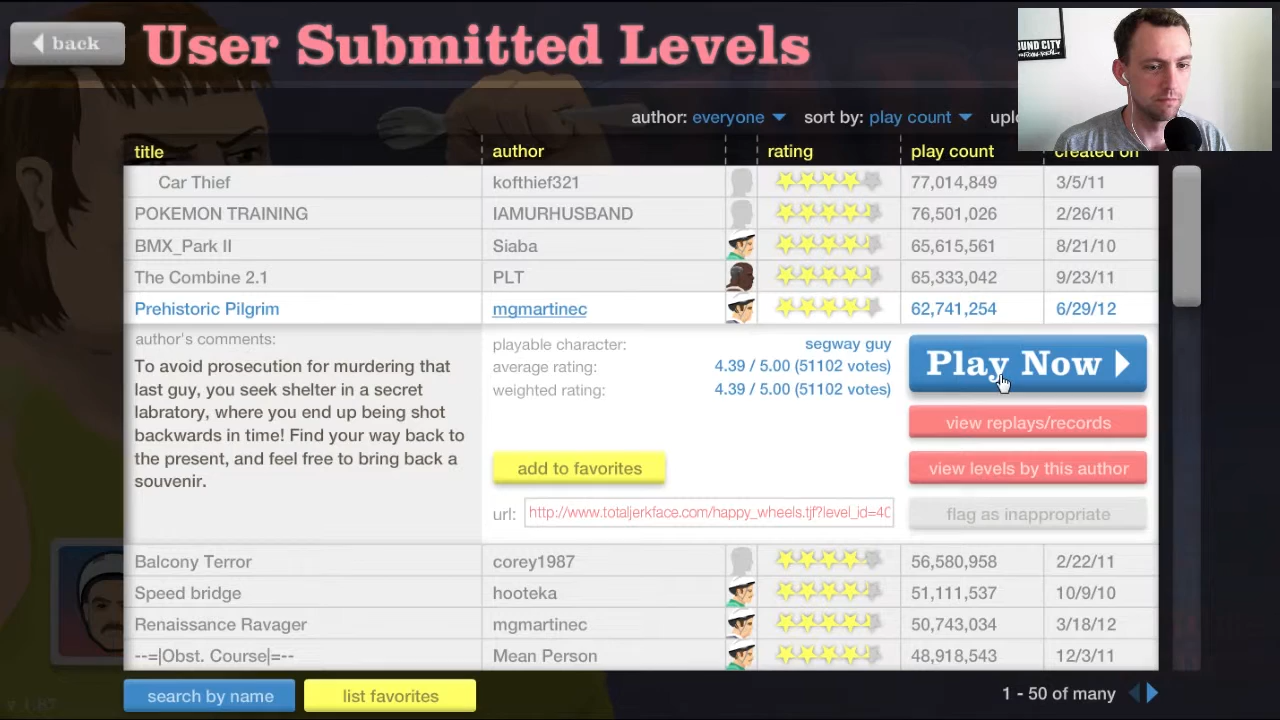 back
User Submitted Levels
author: everyone sort by: play count
title author rating play count created on
Car Thief kofthief321 77,014,849 3/5/11
POKEMON TRAINING IAMURHUSBAND 76,501,026 2/26/11
BMX_Park II Siaba 65,615,561 8/21/10
The Combine 2.1 PLT 65,333,042 9/23/11
Prehistoric Pilgrim mgmartinec 62,741,254 6/29/12
author's comments:
To avoid prosecution for murdering that
last guy, you seek shelter in a secret
labratory, where you end up being shot
backwards in time! Find your way back to
the present, and feel free to bring back a
souvenir.
playable character: segway guy
average rating: 4.39 / 5.00 (51102 votes)
weighted rating: 4.39 / 5.00 (51102 votes)
add to favorites
url: http://www.totaljerkface.com/happy_wheels.tjf?level_id=40
Play Now
view replays/records
view levels by this author
flag as inappropriate
Balcony Terror corey1987 56,580,958 2/22/11
Speed bridge hooteka 51,111,537 10/9/10
Renaissance Ravager mgmartinec 50,743,034 3/18/12
--=|Obst. Course|=-- Mean Person 48,918,543 12/3/11
search by name list favorites 1 - 50 of many
v 1.87